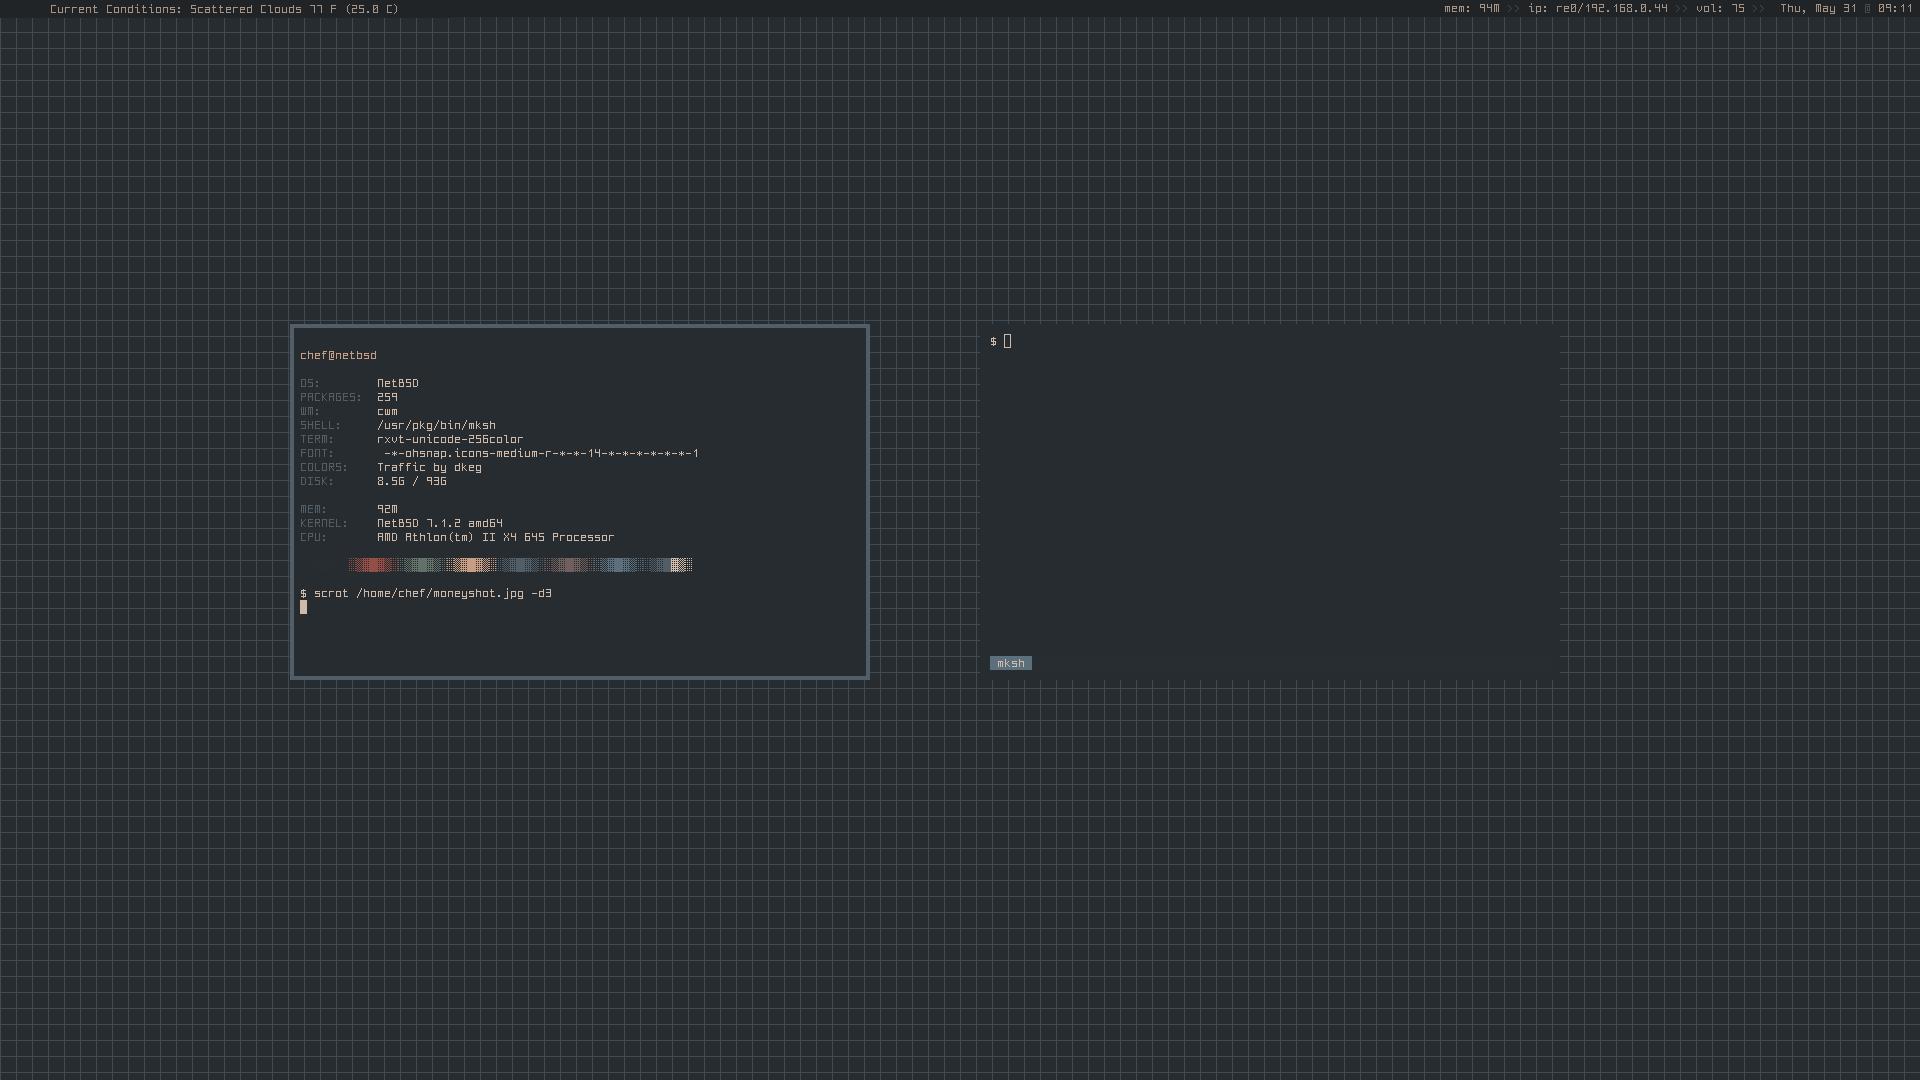 Current Conditions: Scattered Clouds 77 F (25.0 C)
mem: 94M >> ip: re0/192.168.0.44 >> vol: 75 >> Thu, May 31 09:11
chef@netbsd
OS: NetBSD
PACKAGES: 259
WM: cwm
SHELL: /usr/pkg/bin/mksh
TERM: rxvt-unicode-256color
FONT: -*-ohsnap.icons-medium-r-*-*-14-*-*-*-*-*-*-1
COLORS: Traffic by dkeg
DISK: 8.5G / 93G
MEM: 92M
KERNEL: NetBSD 7.1.2 amd64
CPU: AMD Athlon(tm) II X4 645 Processor
$ scrot /home/chef/moneyshot.jpg -d3
$
mksh